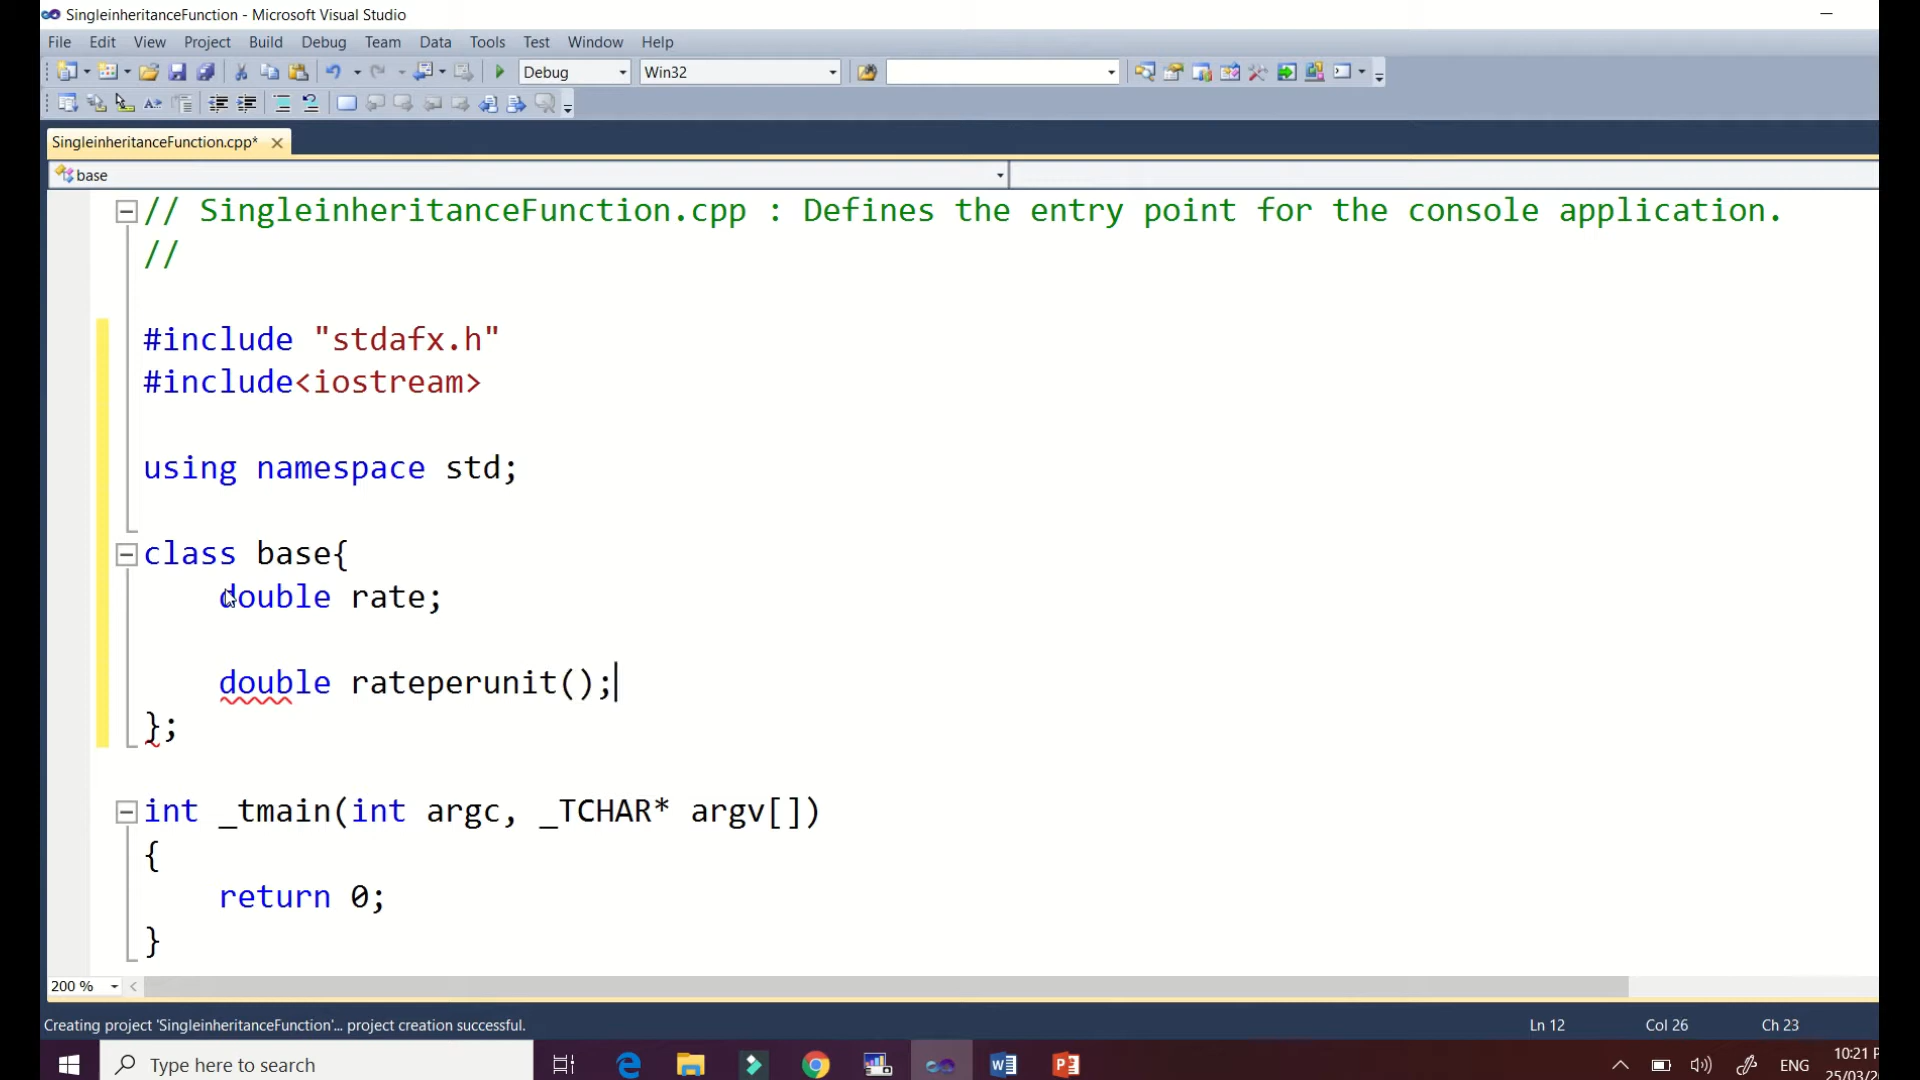 SingleinheritanceFunction - Microsoft Visual Studio
File Edit View Project Build Debug Team Data Tools Test Window Help
Debug Win32
SingleinheritanceFunction.cpp*
base
// SingleinheritanceFunction.cpp : Defines the entry point for the console application.
//
#include "stdafx.h"
#include<iostream>
using namespace std;
class base{
double rate;
double rateperunit();
};
int _tmain(int argc, _TCHAR* argv[])
{
return 0;
}
200 %
Creating project 'SingleinheritanceFunction'... project creation successful. Ln 12 Col 26 Ch 23
Type here to search
ENG
10:21 P
25/03/2